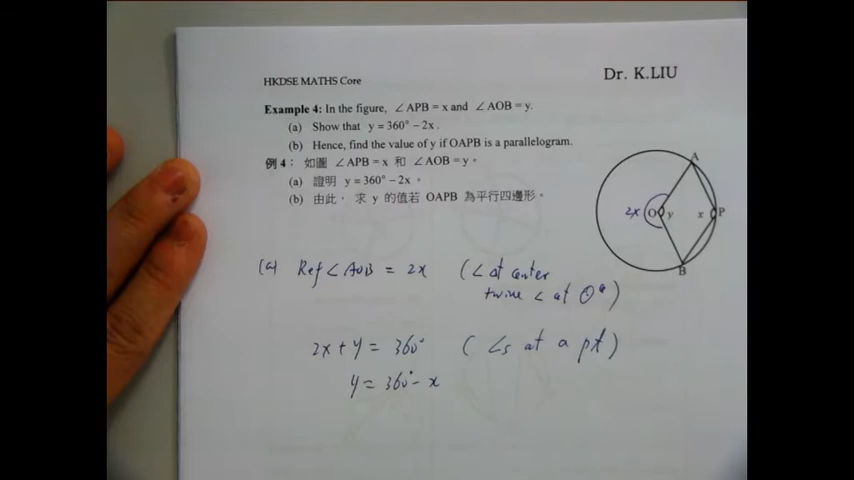 HKDSE MATHS Core
Dr. K.LIU
Example 4: In the figure, ∠APB = x and ∠AOB = y.
(a) Show that y = 360° − 2x.
(b) Hence, find the value of y if OAPB is a parallelogram.
例 4： 如圖 ∠APB = x 和 ∠AOB = y。
(a) 證明 y = 360° − 2x 。
(b) 由此， 求 y 的值若 OAPB 為平行四邊形。
A
2x O y x P
B
(a) Ref ∠AOB = 2x (∠ at center
twine ∠ at ⊙ce)
2x + y = 360° (∠s at a pt)
y = 360° − x